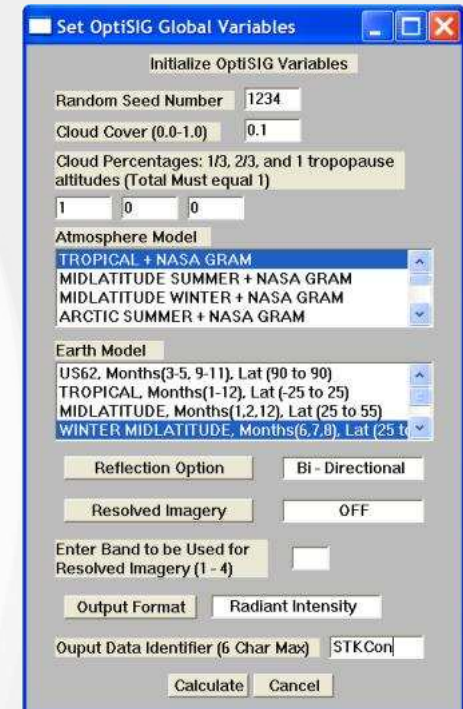 Set OptiSIG Global Variables
Initialize OptiSIG Variables
Random Seed Number 1234
Cloud Cover (0.0-1.0) 0.1
Cloud Percentages: 1/3, 2/3, and 1 tropopause
altitudes (Total Must equal 1)
1 0 0
Atmosphere Model
TROPICAL + NASA GRAM
MIDLATITUDE SUMMER + NASA GRAM
MIDLATITUDE WINTER + NASA GRAM
ARCTIC SUMMER + NASA GRAM
Earth Model
US62, Months(3-5, 9-11), Lat (90 to 90)
TROPICAL, Months(1-12), Lat (-25 to 25)
MIDLATITUDE, Months(1,2,12), Lat (25 to 55)
WINTER MIDLATITUDE, Months(6,7,8), Lat (25 to
Reflection Option Bi - Directional
Resolved Imagery OFF
Enter Band to be Used for
Resolved Imagery (1 - 4)
Output Format Radiant Intensity
Ouput Data Identifier (6 Char Max) STKCon
Calculate Cancel